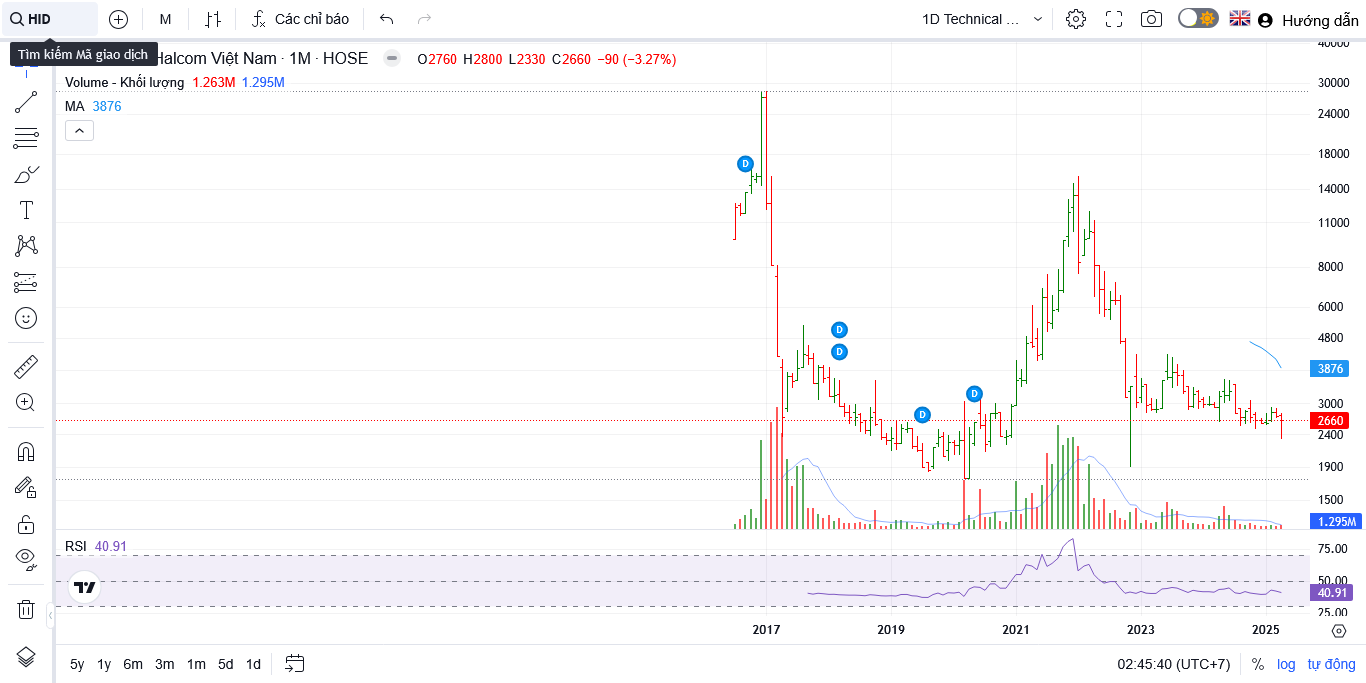 HID
M
Các chỉ báo
1D Technical ...
Hướng dẫn
Tìm kiếm Mã giao dịch
Halcom Việt Nam · 1M · HOSE
O2760 H2800 L2330 C2660 −90 (−3.27%)
Volume - Khối lượng 1.263M 1.295M
MA 3876
40000
30000
24000
18000
14000
11000
8000
6000
4800
3876
3000
2660
2400
1900
1500
1.295M
D
D
D
D
D
RSI 40.91
75.00
50.00
40.91
25.00
2017 2019 2021 2023 2025
5y 1y 6m 3m 1m 5d 1d
02:45:40 (UTC+7)
% log tự động